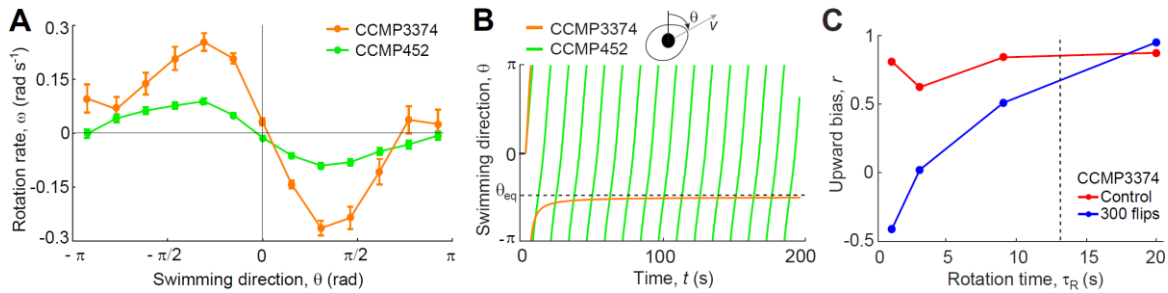 A
CCMP3374
CCMP452
Rotation rate, ω (rad s⁻¹)
0.3
0.15
0
-0.15
-0.3
- π
- π/2
0
π/2
π
Swimming direction, θ (rad)
B
CCMP3374
CCMP452
θ
v
Swimming direction, θ
π
0
θeq
-π
0
100
200
Time, t (s)
C
Upward bias, r
1
0.5
0
-0.5
CCMP3374
Control
300 flips
0
5
10
15
20
Rotation time, τR (s)